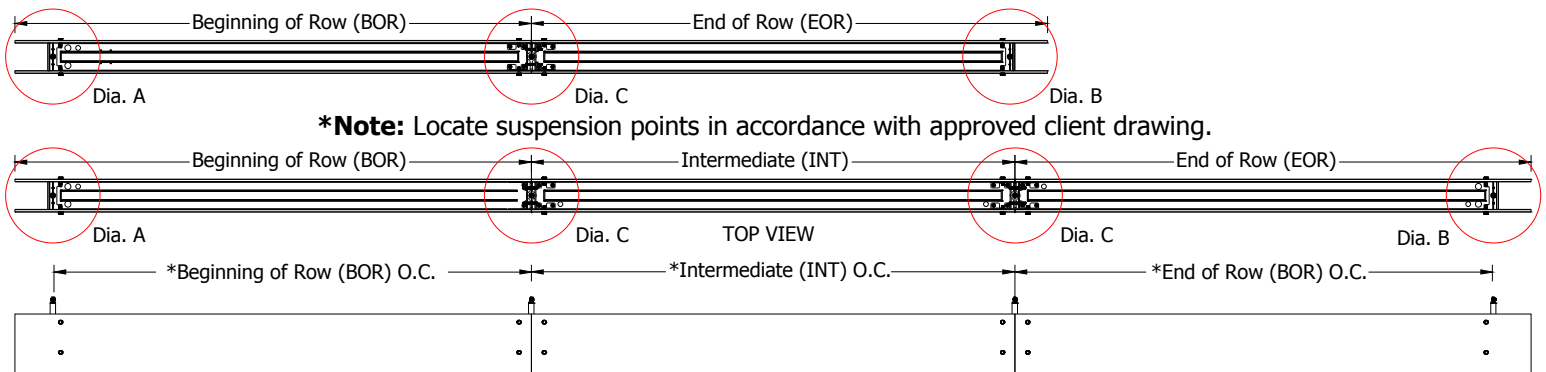 Beginning of Row (BOR) End of Row (EOR)
Dia. A Dia. C Dia. B
*Note: Locate suspension points in accordance with approved client drawing.
Beginning of Row (BOR) Intermediate (INT) End of Row (EOR)
Dia. A Dia. C TOP VIEW Dia. C Dia. B
*Beginning of Row (BOR) O.C. *Intermediate (INT) O.C. *End of Row (BOR) O.C.